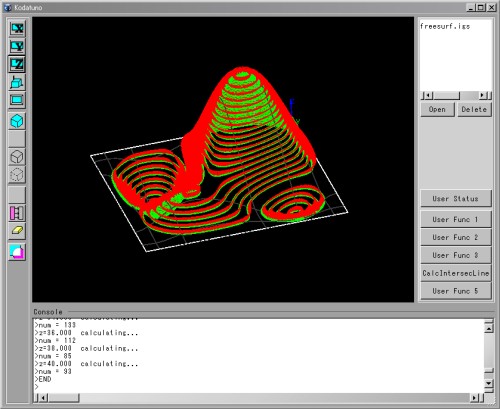 Kodatuno
freesurf.igs
Open Delete
User Status
User Func 1
User Func 2
User Func 3
CalcIntersecLine
User Func 5
Console
calculating...
>num = 133
>z=36.000 calculating...
>num = 112
>z=38.000 calculating...
>num = 85
>z=40.000 calculating...
>num = 93
>END
>